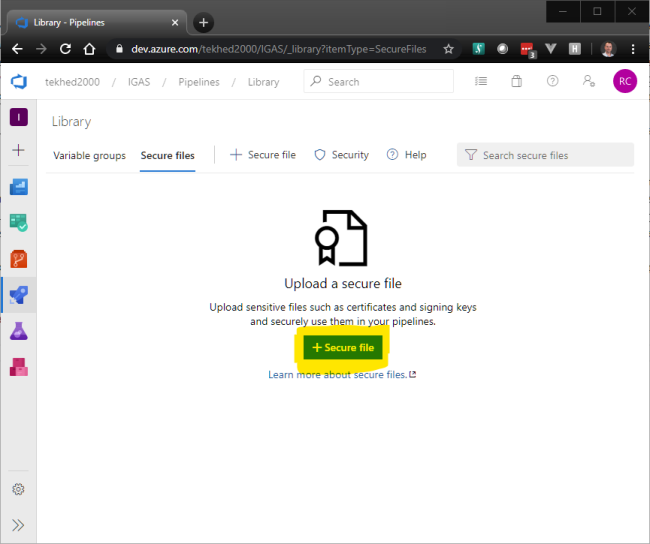 Library - Pipelines
dev.azure.com/tekhed2000/IGAS/_library?itemType=SecureFiles
3
tekhed2000 / IGAS / Pipelines / Library
Search
RC
I
Library
Variable groups
Secure files
Secure file
Security
Help
Search secure files
Upload a secure file
Upload sensitive files such as certificates and signing keys
and securely use them in your pipelines.
+ Secure file
Learn more about secure files.